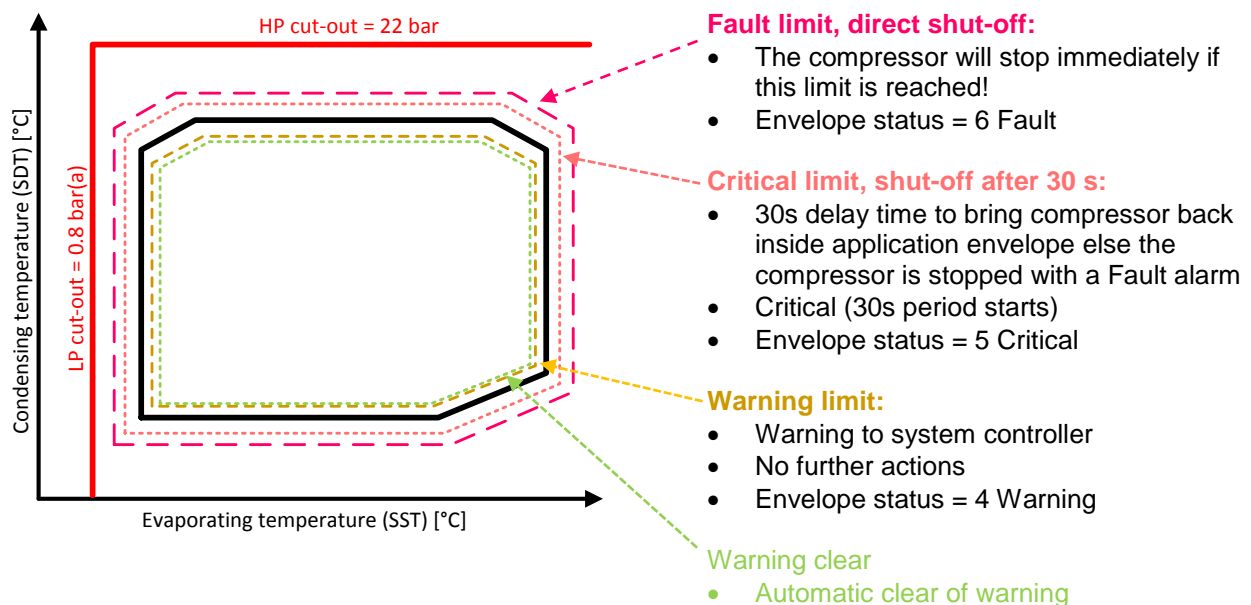 HP cut-out = 22 bar
LP cut-out = 0.8 bar(a)
Condensing temperature (SDT) [°C]
Evaporating temperature (SST) [°C]
Fault limit, direct shut-off:
• The compressor will stop immediately if
this limit is reached!
• Envelope status = 6 Fault
Critical limit, shut-off after 30 s:
• 30s delay time to bring compressor back
inside application envelope else the
compressor is stopped with a Fault alarm
• Critical (30s period starts)
• Envelope status = 5 Critical
Warning limit:
• Warning to system controller
• No further actions
• Envelope status = 4 Warning
Warning clear
• Automatic clear of warning